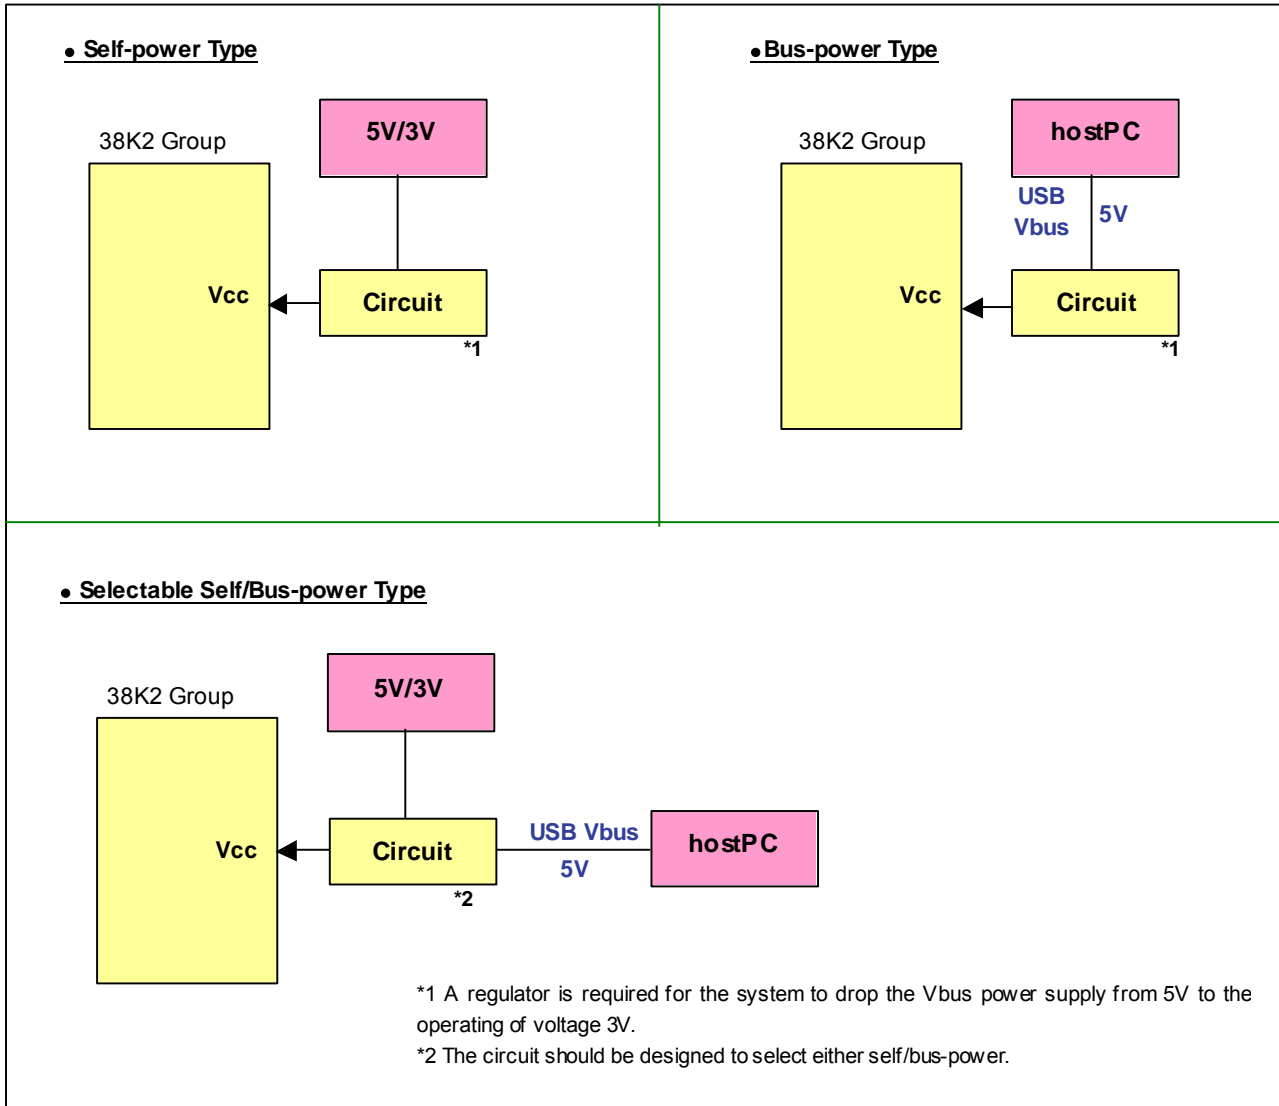 ● Self-power Type
38K2 Group
5V/3V
Vcc
Circuit
*1
● Bus-power Type
38K2 Group
hostPC
USB
Vbus
5V
Vcc
Circuit
*1
● Selectable Self/Bus-power Type
38K2 Group
5V/3V
Vcc
Circuit
*2
USB Vbus
5V
hostPC
*1 A regulator is required for the system to drop the Vbus power supply from 5V to the
operating of voltage 3V.
*2 The circuit should be designed to select either self/bus-power.